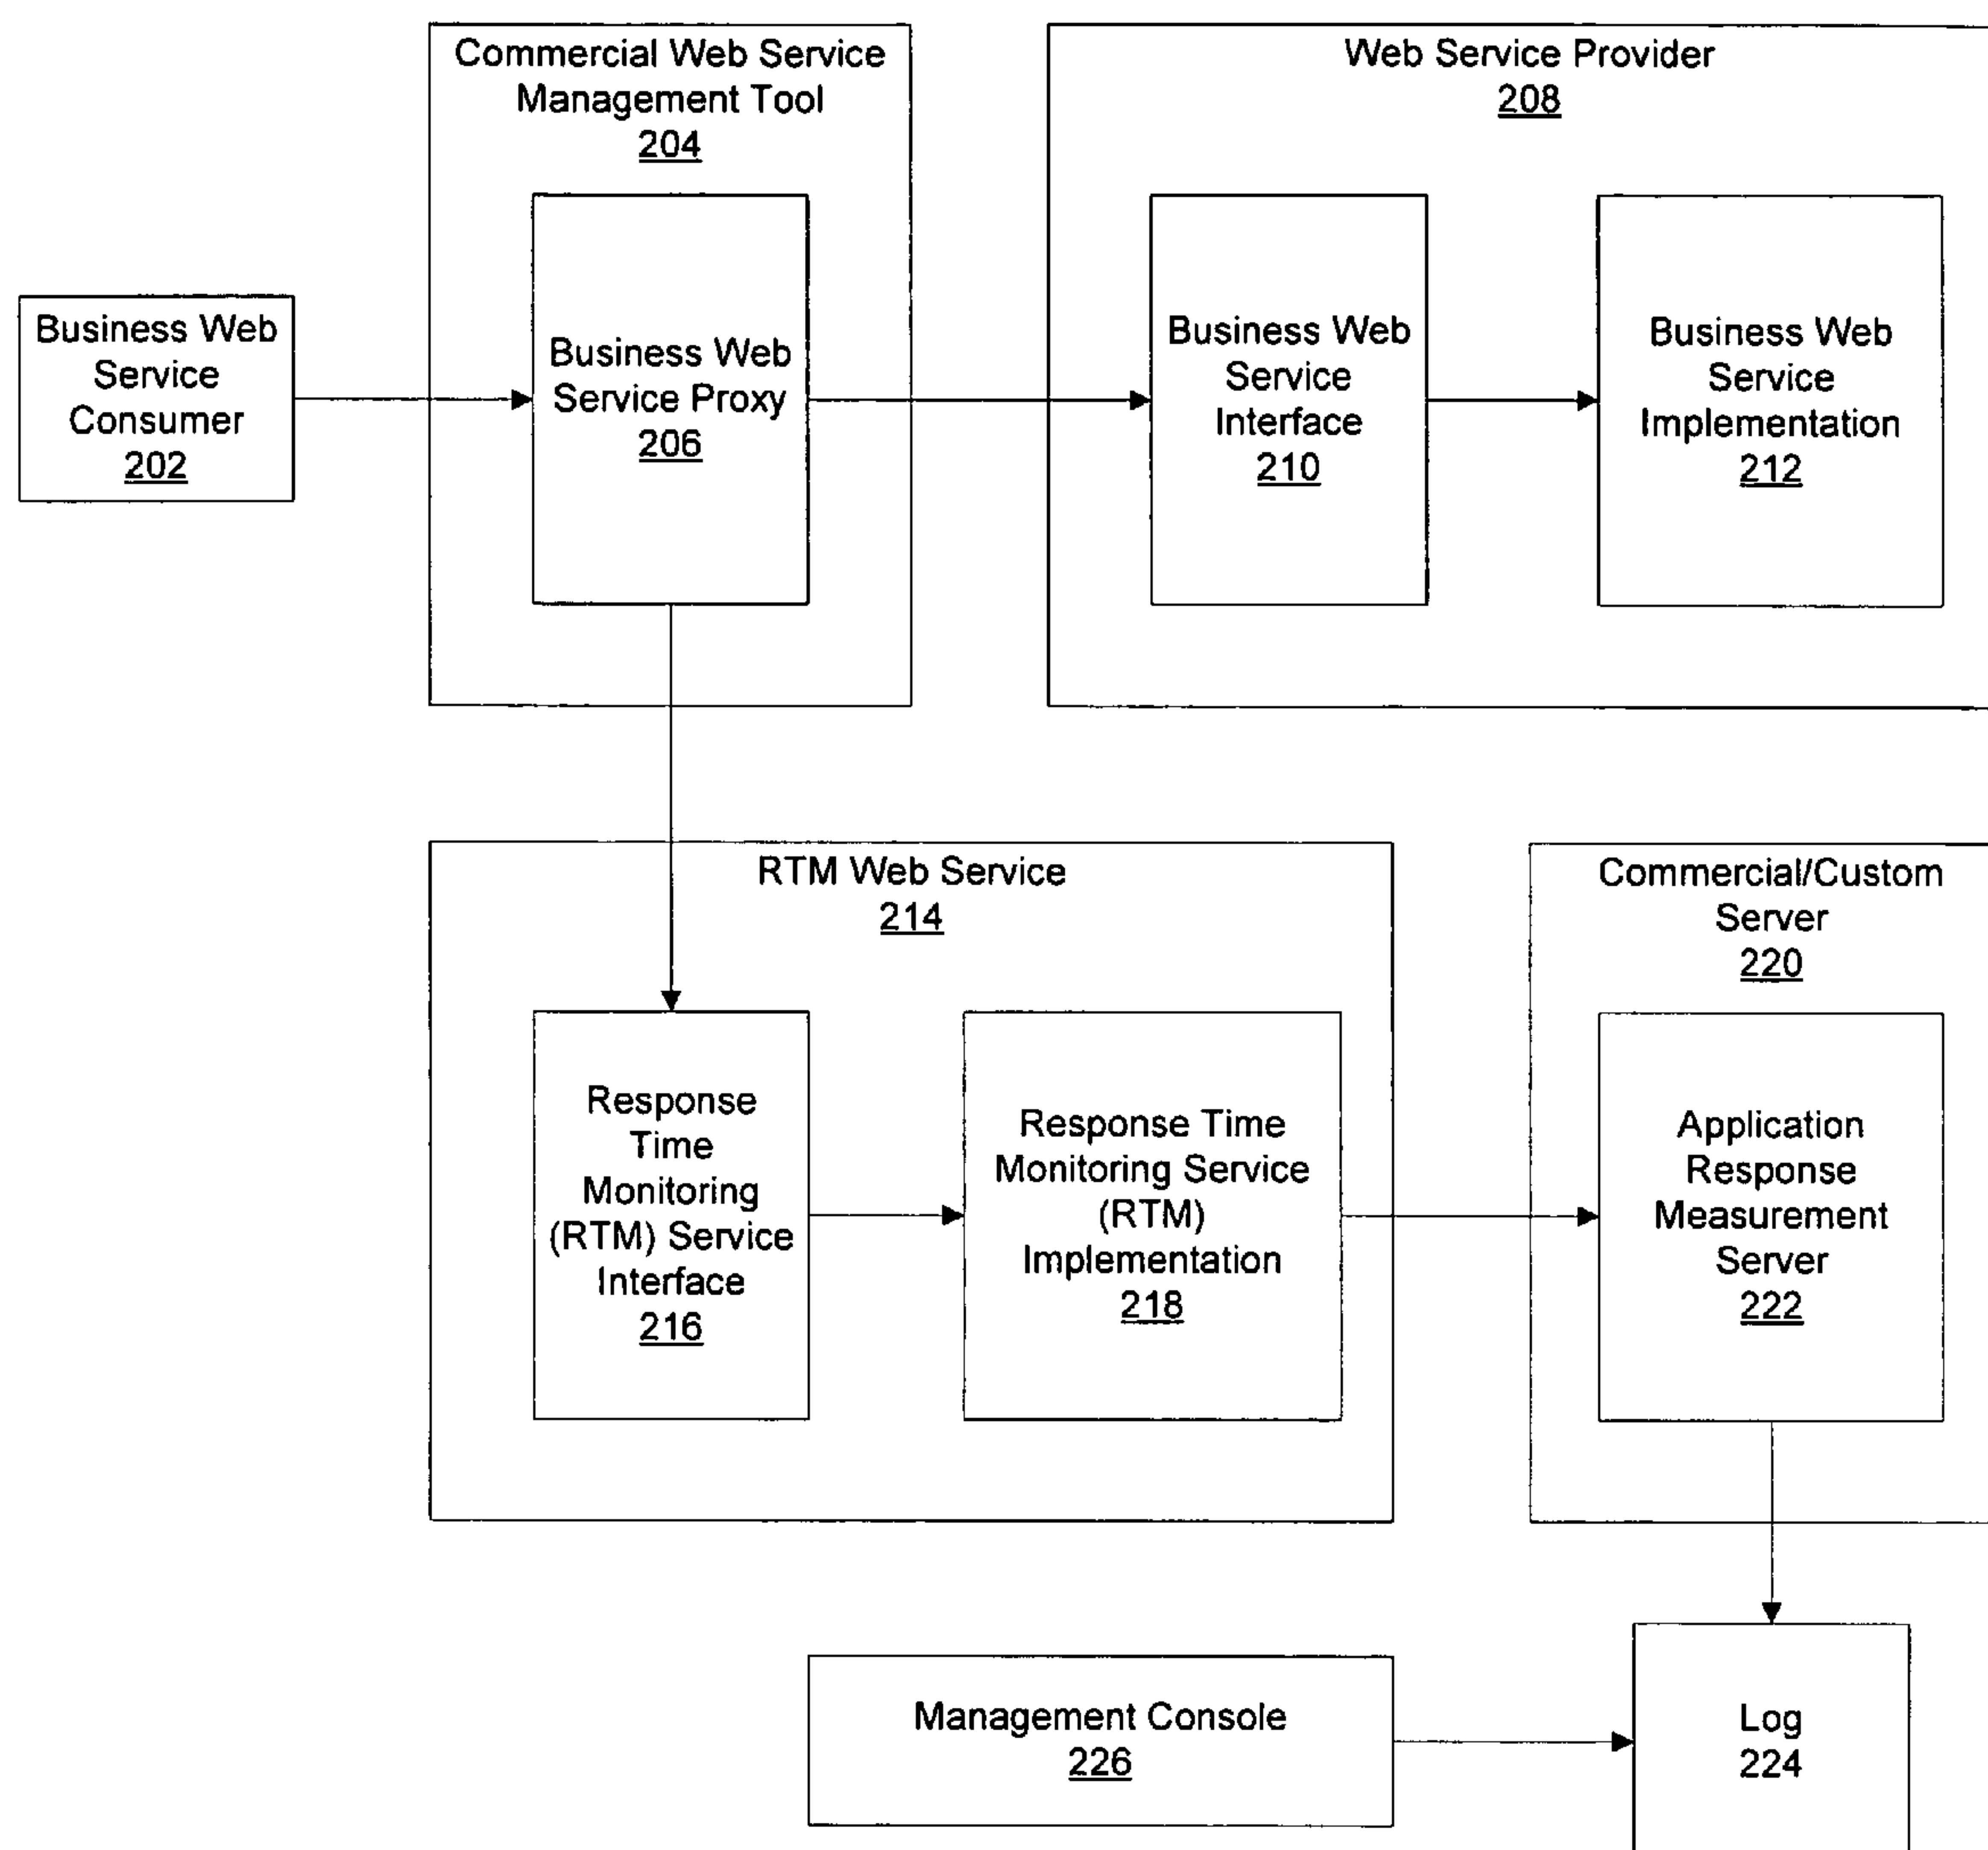 Commercial Web Service
Management Tool
204
Web Service Provider
208
Business Web
Service
Consumer
202
Business Web
Service Proxy
206
Business Web
Service
Interface
210
Business Web
Service
Implementation
212
RTM Web Service
214
Commercial/Custom
Server
220
Response
Time
Monitoring
(RTM) Service
Interface
216
Response Time
Monitoring Service
(RTM)
Implementation
218
Application
Response
Measurement
Server
222
Management Console
226
Log
224